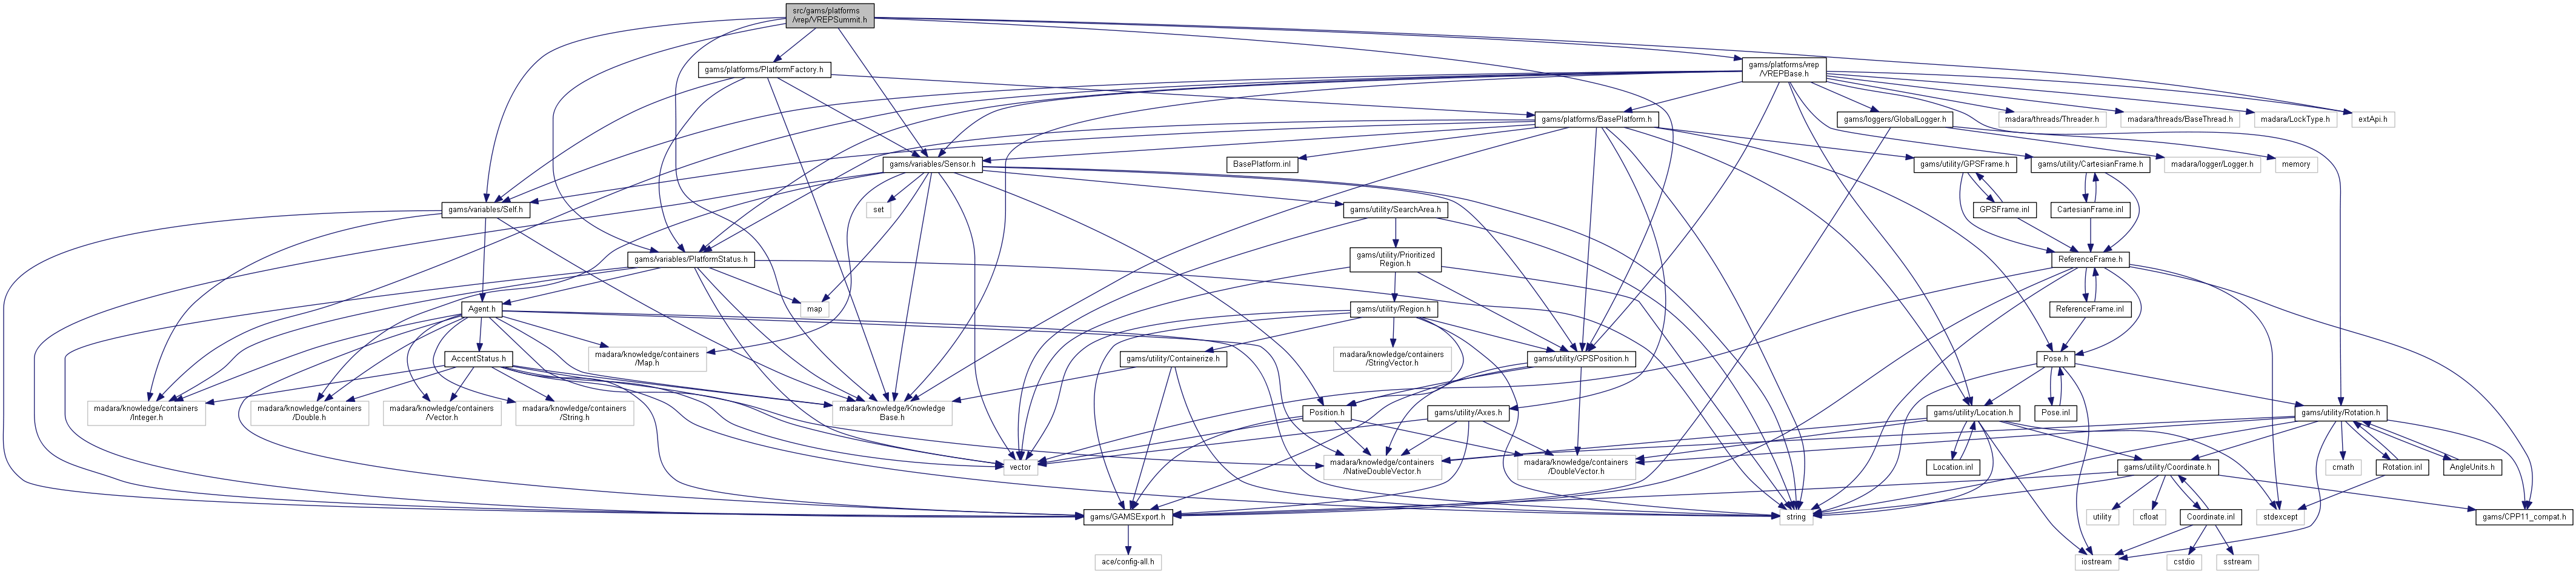 src/gams/platforms
/vrep/VREPSummit.h
gams/platforms/PlatformFactory.h
gams/platforms/vrep
/VREPBase.h
gams/platforms/BasePlatform.h
gams/loggers/GlobalLogger.h
madara/threads/Threader.h
madara/threads/BaseThread.h
madara/LockType.h
extApi.h
gams/variables/Sensor.h
BasePlatform.inl
gams/utility/GPSFrame.h
gams/utility/CartesianFrame.h
madara/logger/Logger.h
memory
gams/variables/Self.h
set
gams/utility/SearchArea.h
GPSFrame.inl
CartesianFrame.inl
gams/variables/PlatformStatus.h
gams/utility/Prioritized
Region.h
ReferenceFrame.h
Agent.h
map
gams/utility/Region.h
ReferenceFrame.inl
AccentStatus.h
madara/knowledge/containers
/Map.h
gams/utility/Containerize.h
madara/knowledge/containers
/StringVector.h
gams/utility/GPSPosition.h
Pose.h
madara/knowledge/containers
/Integer.h
madara/knowledge/containers
/Double.h
madara/knowledge/containers
/Vector.h
madara/knowledge/containers
/String.h
madara/knowledge/Knowledge
Base.h
Position.h
gams/utility/Axes.h
gams/utility/Location.h
Pose.inl
gams/utility/Rotation.h
vector
madara/knowledge/containers
/NativeDoubleVector.h
madara/knowledge/containers
/DoubleVector.h
Location.inl
gams/utility/Coordinate.h
cmath
Rotation.inl
AngleUnits.h
gams/GAMSExport.h
string
utility
cfloat
Coordinate.inl
stdexcept
gams/CPP11_compat.h
ace/config-all.h
iostream
cstdio
sstream